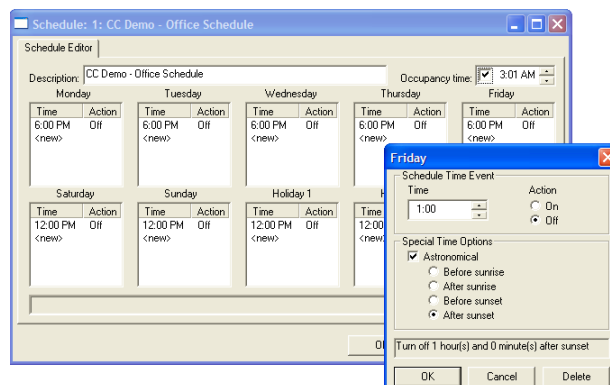 Schedule: 1: CC Demo - Office Schedule
Schedule Editor
Description: CC Demo - Office Schedule Occupancy time: 3:01 AM
Monday Tuesday Wednesday Thursday Friday
Time Action Time Action Time Action Time Action Time Action
6:00 PM Off 6:00 PM Off 6:00 PM Off 6:00 PM Off 6:00 PM Off
<new> <new> <new> <new> <new>
Saturday Sunday Holiday 1
Time Action Time Action Time Action Time
12:00 PM Off 12:00 PM Off 12:00 PM Off 12:00
<new> <new> <new> <new>
Friday
Schedule Time Event
Time Action
1:00 On
Off
Special Time Options
Astronomical
Before sunrise
After sunrise
Before sunset
After sunset
Turn off 1 hour(s) and 0 minute(s) after sunset
OK Cancel Delete